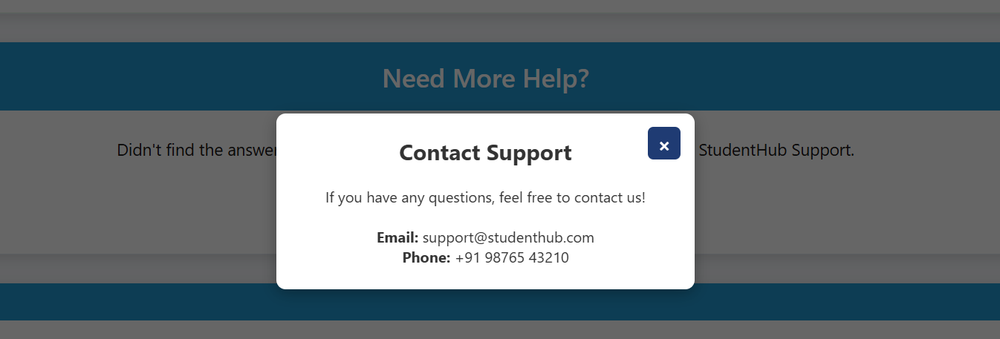 Need More Help?
Didn't find the answer StudentHub Support.
Contact Support
×
If you have any questions, feel free to contact us!
Email: support@studenthub.com
Phone: +91 98765 43210